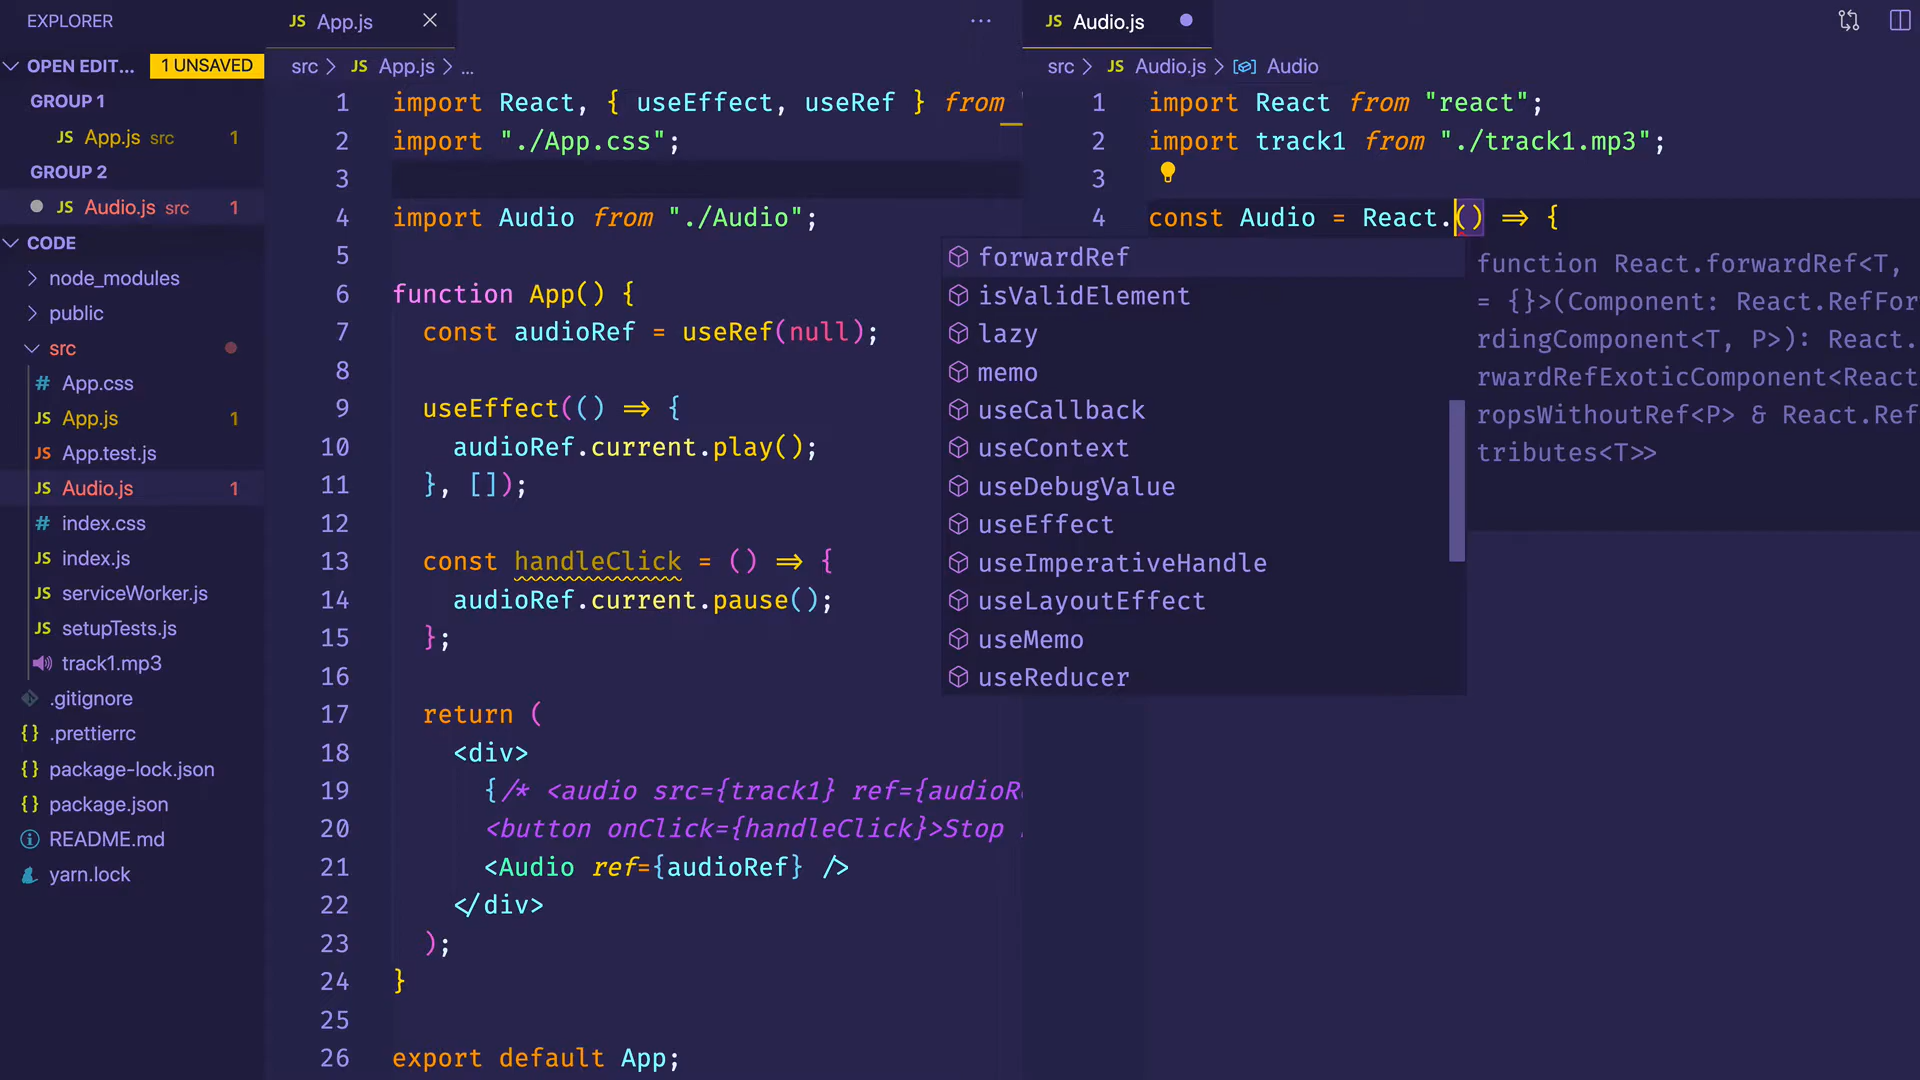 EXPLORER
OPEN EDIT... 1 UNSAVED
GROUP 1
JS App.js src 1
GROUP 2
JS Audio.js src 1
CODE
node_modules
public
src
# App.css
JS App.js 1
JS App.test.js
JS Audio.js 1
# index.css
JS index.js
JS serviceWorker.js
JS setupTests.js
track1.mp3
.gitignore
{} .prettierrc
{} package-lock.json
{} package.json
README.md
yarn.lock
JS App.js
src > JS App.js > ...
1 import React, { useEffect, useRef } from
2 import "./App.css";
3
4 import Audio from "./Audio";
5
6 function App() {
7 const audioRef = useRef(null);
8
9 useEffect(() => {
10 audioRef.current.play();
11 }, []);
12
13 const handleClick = () => {
14 audioRef.current.pause();
15 };
16
17 return (
18 <div>
19 {/* <audio src={track1} ref={audioR
20 <button onClick={handleClick}>Stop
21 <Audio ref={audioRef} />
22 </div>
23 );
24 }
25
26 export default App;
JS Audio.js
src > JS Audio.js > Audio
1 import React from "react";
2 import track1 from "./track1.mp3";
3
4 const Audio = React.() => {
forwardRef
isValidElement
lazy
memo
useCallback
useContext
useDebugValue
useEffect
useImperativeHandle
useLayoutEffect
useMemo
useReducer
function React.forwardRef<T,
= {}>(Component: React.RefFor
rdingComponent<T, P>): React.
rwardRefExoticComponent<React
ropsWithoutRef<P> & React.Ref
tributes<T>>